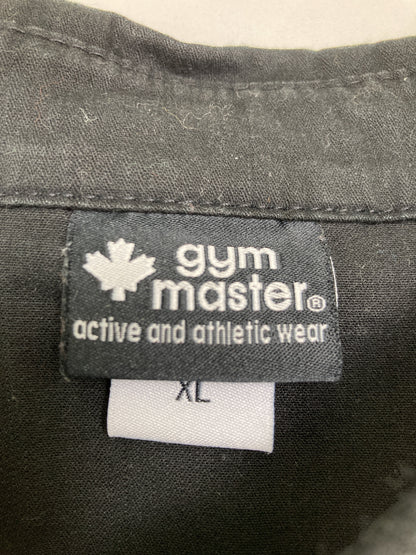 gym
master®
active and athletic wear
XL